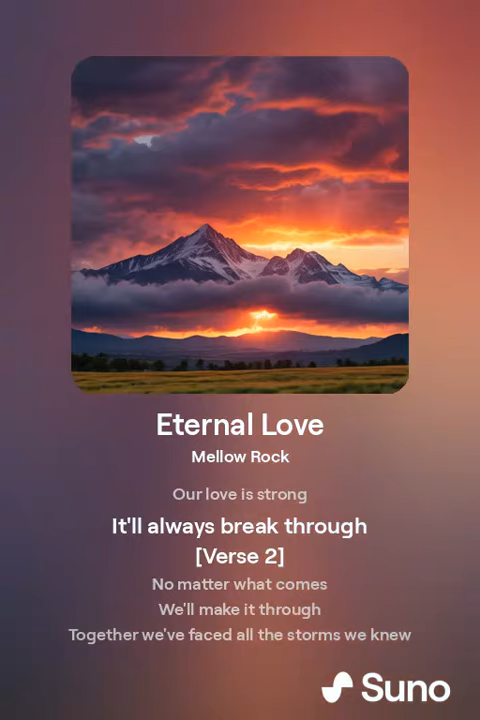 Eternal Love
Mellow Rock
Our love is strong
It'll always break through
[Verse 2]
No matter what comes
We'll make it through
Together we've faced all the storms we knew
Suno